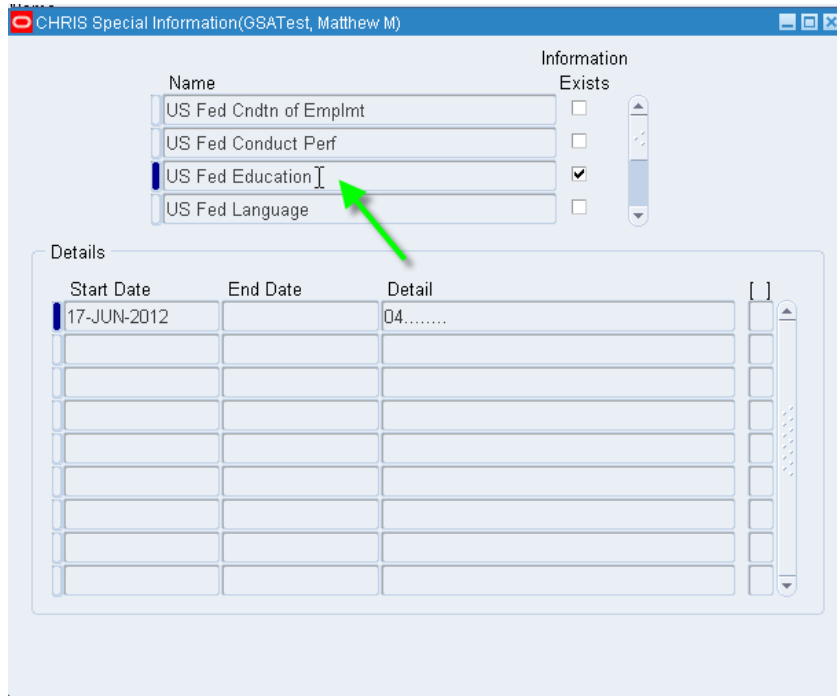 CHRIS Special Information(GSATest, Matthew M)
Information
Name Exists
US Fed Cndtn of Emplmt
US Fed Conduct Perf
US Fed Education
US Fed Language
Details
Start Date End Date Detail [ ]
17-JUN-2012 04........